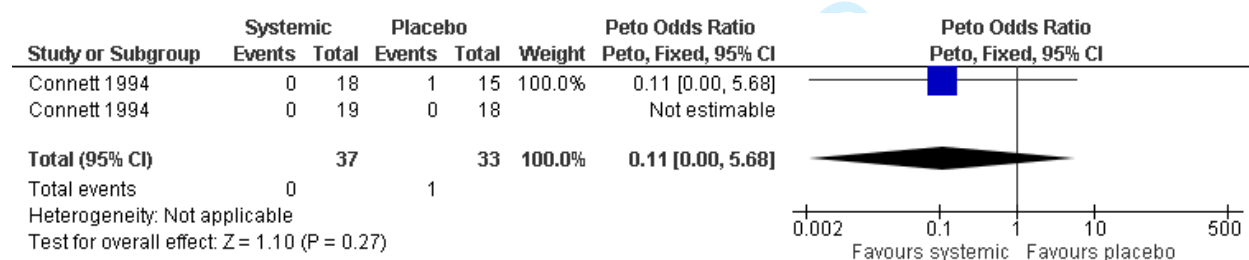 Systemic Placebo Peto Odds Ratio Peto Odds Ratio
Study or Subgroup Events Total Events Total Weight Peto, Fixed, 95% CI Peto, Fixed, 95% CI
Connett 1994 0 18 1 15 100.0% 0.11 [0.00, 5.68]
Connett 1994 0 19 0 18 Not estimable
Total (95% CI) 37 33 100.0% 0.11 [0.00, 5.68]
Total events 0 1
Heterogeneity: Not applicable
Test for overall effect: Z = 1.10 (P = 0.27)
0.002 0.1 1 10 500
Favours systemic Favours placebo